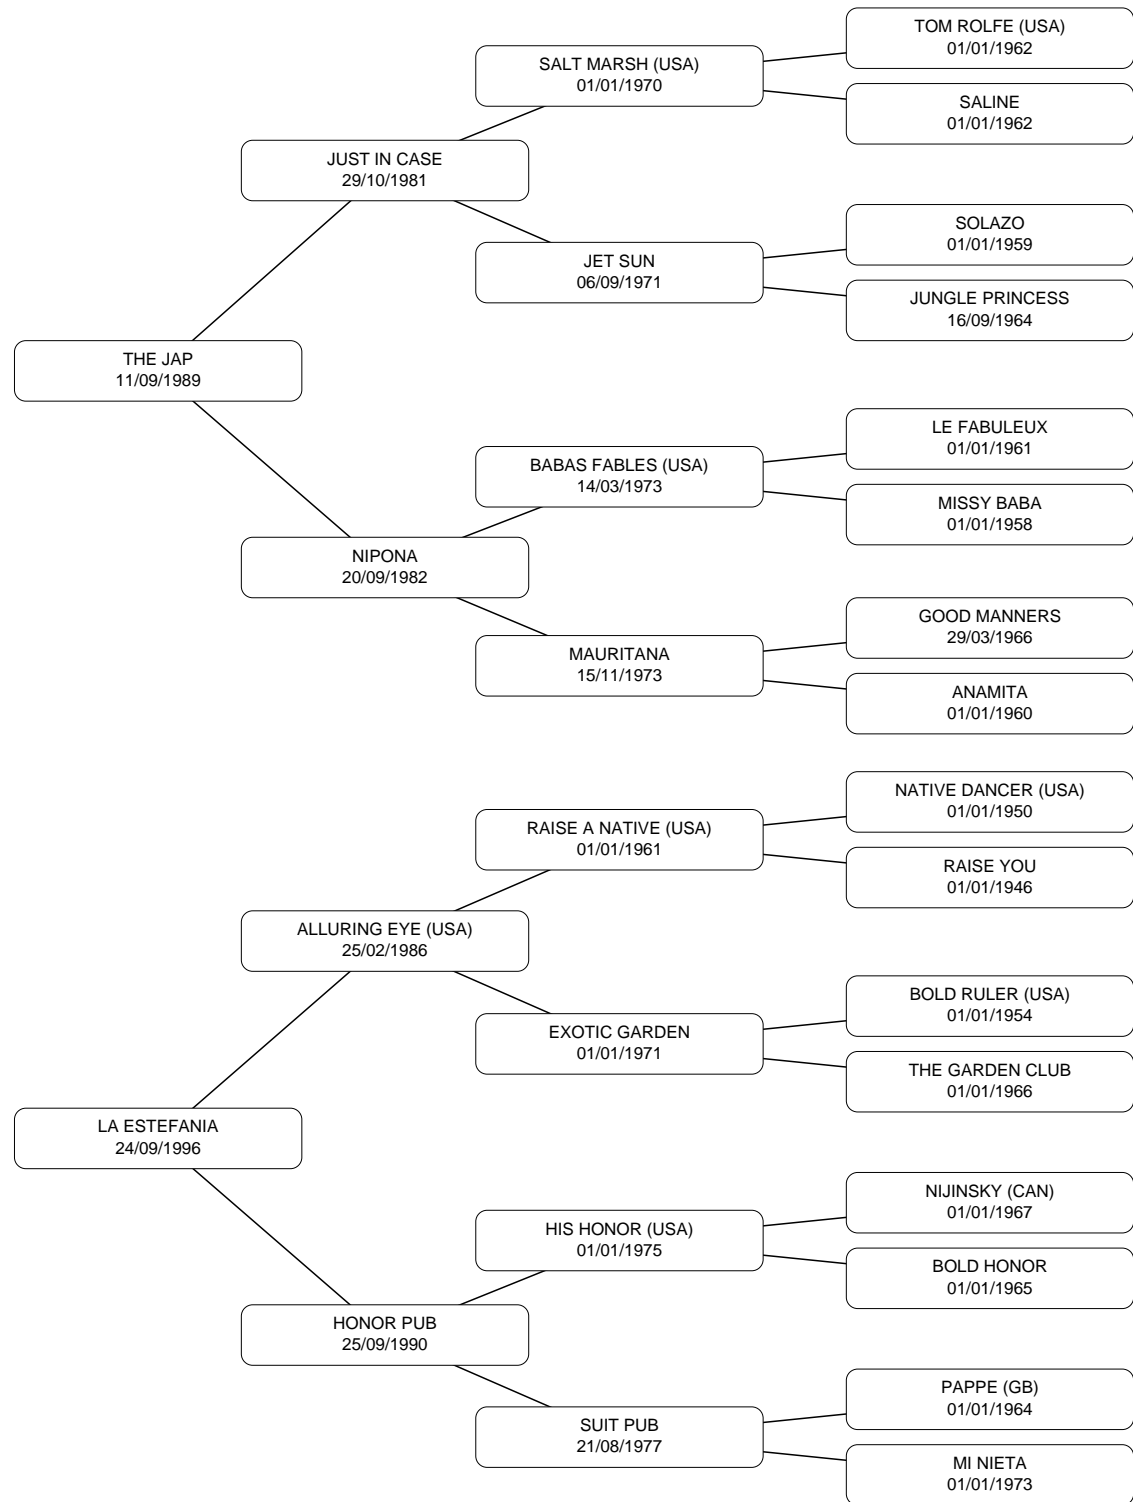 TOM ROLFE (USA)
01/01/1962
SALT MARSH (USA)
01/01/1970
SALINE
01/01/1962
JUST IN CASE
29/10/1981
SOLAZO
01/01/1959
JET SUN
06/09/1971
JUNGLE PRINCESS
16/09/1964
THE JAP
11/09/1989
LE FABULEUX
01/01/1961
BABAS FABLES (USA)
14/03/1973
MISSY BABA
01/01/1958
NIPONA
20/09/1982
GOOD MANNERS
29/03/1966
MAURITANA
15/11/1973
ANAMITA
01/01/1960
NATIVE DANCER (USA)
01/01/1950
RAISE A NATIVE (USA)
01/01/1961
RAISE YOU
01/01/1946
ALLURING EYE (USA)
25/02/1986
BOLD RULER (USA)
01/01/1954
EXOTIC GARDEN
01/01/1971
THE GARDEN CLUB
01/01/1966
LA ESTEFANIA
24/09/1996
NIJINSKY (CAN)
01/01/1967
HIS HONOR (USA)
01/01/1975
BOLD HONOR
01/01/1965
HONOR PUB
25/09/1990
PAPPE (GB)
01/01/1964
SUIT PUB
21/08/1977
MI NIETA
01/01/1973